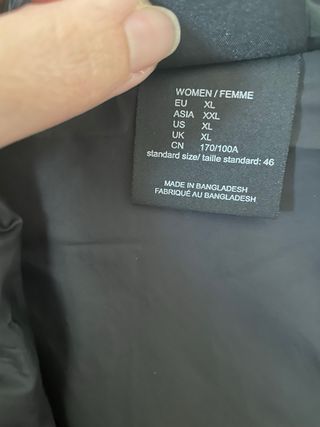 WOMEN / FEMME
EU XL
ASIA XXL
US XL
UK XL
CN 170/100A
standard size/ taille standard: 46
MADE IN BANGLADESH
FABRIQUÉ AU BANGLADESH